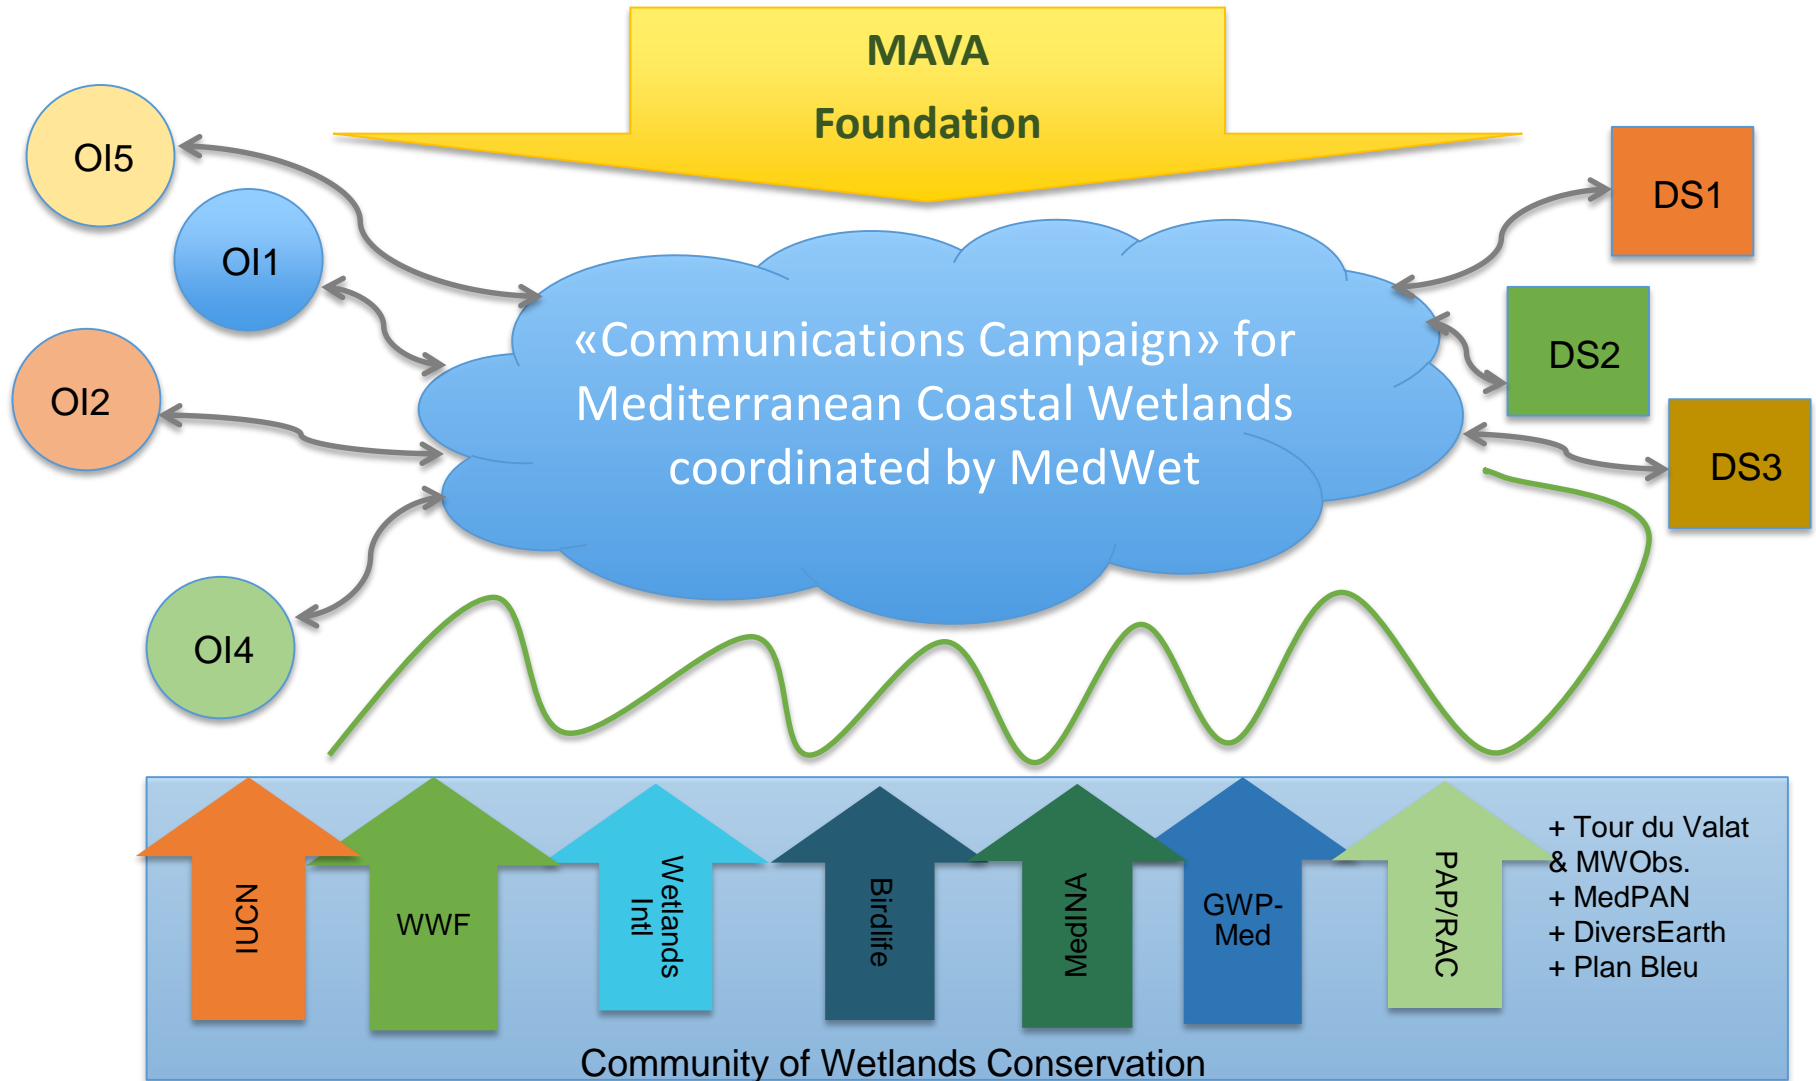 MAVA
Foundation
OI5
OI1
OI2
OI4
«Communications Campaign» for
Mediterranean Coastal Wetlands
coordinated by MedWet
DS1
DS2
DS3
IUCN
WWF
Wetlands
Intl
Birdlife
MedINA
GWP-
Med
PAP/RAC
+ Tour du Valat
& MWObs.
+ MedPAN
+ DiversEarth
+ Plan Bleu
Community of Wetlands Conservation